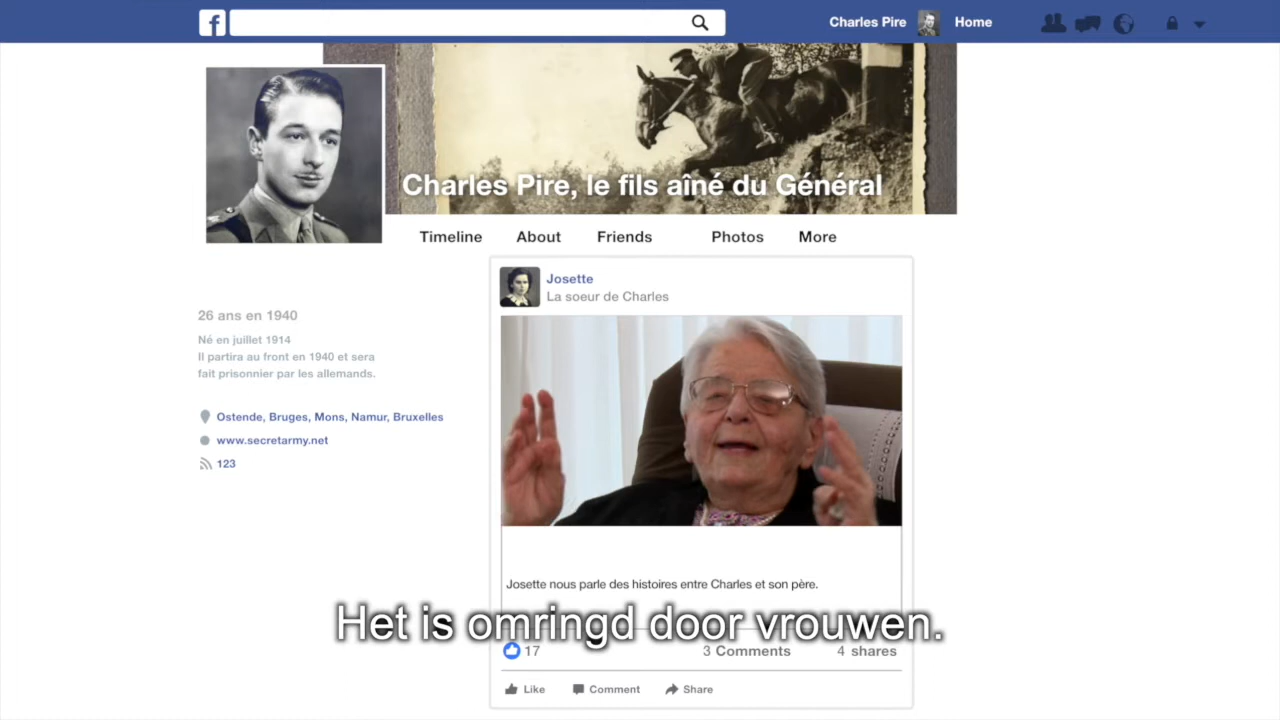 f
Charles Pire
Home
Charles Pire, le fils aîné du Général
Timeline
About
Friends
Photos
More
Josette
La soeur de Charles
26 ans en 1940
Né en juillet 1914
Il partira au front en 1940 et sera
fait prisonnier par les allemands.
Ostende, Bruges, Mons, Namur, Bruxelles
www.secretarmy.net
123
Josette nous parle des histoires entre Charles et son père.
Het is omringd door vrouwen.
17
3 Comments
4 shares
Like
Comment
Share